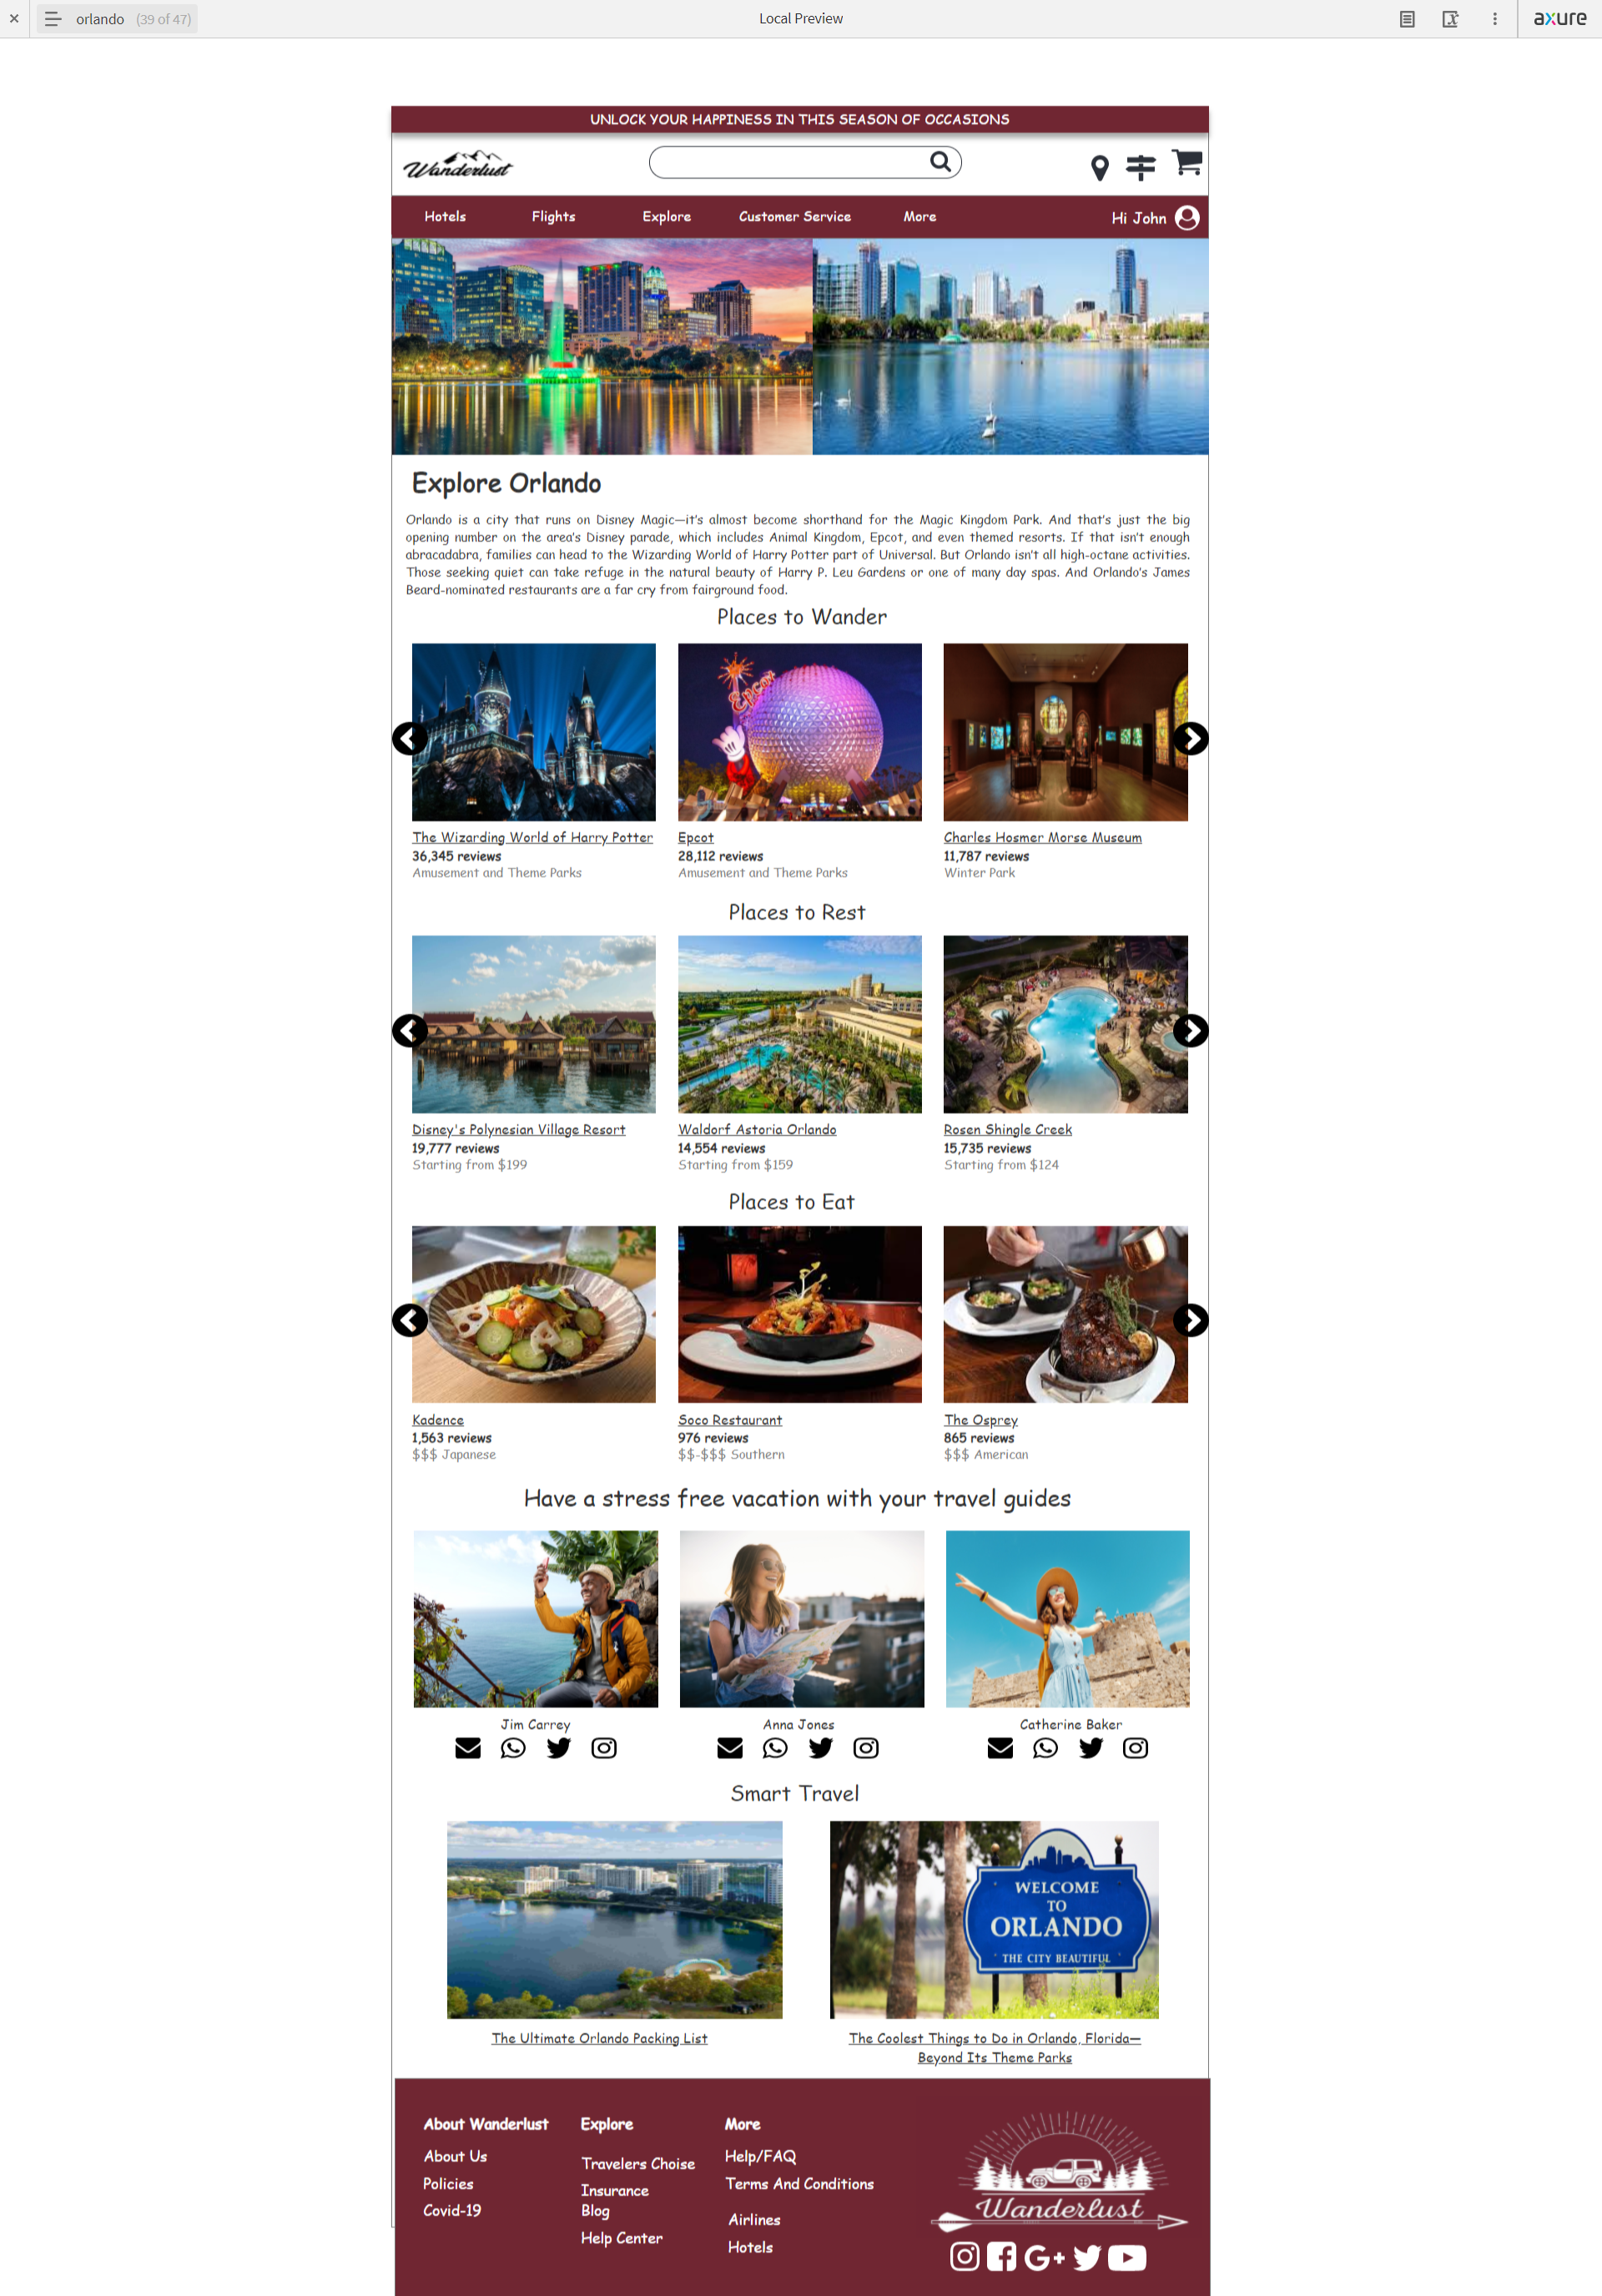 orlando (39 of 47)
Local Preview
axure
UNLOCK YOUR HAPPINESS IN THIS SEASON OF OCCASIONS
Wanderlust
Hotels Flights Explore Customer Service More Hi John
Explore Orlando
Orlando is a city that runs on Disney Magic—it's almost become shorthand for the Magic Kingdom Park. And that's just the big
opening number on the area's Disney parade, which includes Animal Kingdom, Epcot, and even themed resorts. If that isn't enough
abracadabra, families can head to the Wizarding World of Harry Potter part of Universal. But Orlando isn't all high-octane activities.
Those seeking quiet can take refuge in the natural beauty of Harry P. Leu Gardens or one of many day spas. And Orlando's James
Beard-nominated restaurants are a far cry from fairground food.
Places to Wander
Epcot
The Wizarding World of Harry Potter
36,345 reviews
Amusement and Theme Parks
Epcot
28,112 reviews
Amusement and Theme Parks
Charles Hosmer Morse Museum
11,787 reviews
Winter Park
Places to Rest
Disney's Polynesian Village Resort
19,777 reviews
Starting from $199
Waldorf Astoria Orlando
14,554 reviews
Starting from $159
Rosen Shingle Creek
15,735 reviews
Starting from $124
Places to Eat
Kadence
1,563 reviews
$$$ Japanese
Soco Restaurant
976 reviews
$$-$$$ Southern
The Osprey
865 reviews
$$$ American
Have a stress free vacation with your travel guides
Jim Carrey
Anna Jones
Catherine Baker
Smart Travel
WELCOME
TO
ORLANDO
THE CITY BEAUTIFUL
The Ultimate Orlando Packing List
The Coolest Things to Do in Orlando, Florida—
Beyond Its Theme Parks
About Wanderlust
About Us
Policies
Covid-19
Explore
Travelers Choise
Insurance
Blog
Help Center
More
Help/FAQ
Terms And Conditions
Airlines
Hotels
Wanderlust